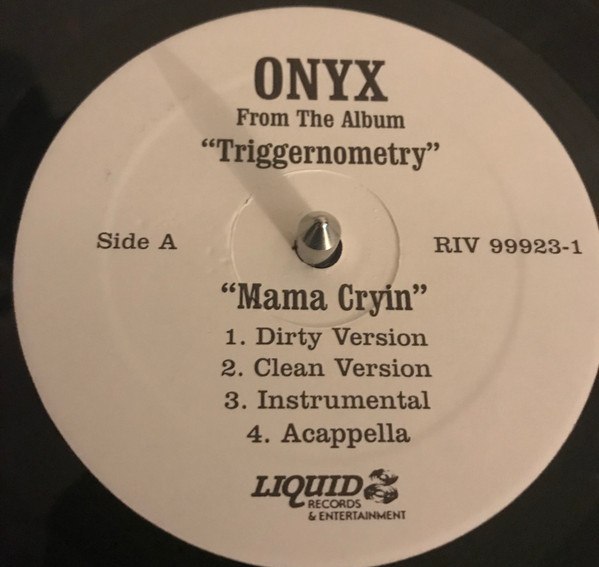 ONYX
From The Album
“Triggernometry”
Side A
RIV 99923-1
“Mama Cryin”
1. Dirty Version
2. Clean Version
3. Instrumental
4. Acappella
LIQUID 8
RECORDS
& ENTERTAINMENT